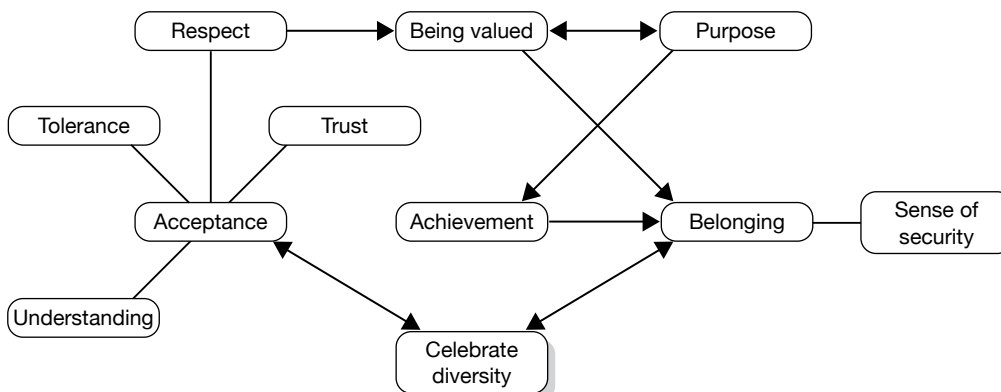 Respect
Being valued
Purpose
Tolerance
Trust
Acceptance
Achievement
Belonging
Sense of
security
Understanding
Celebrate
diversity